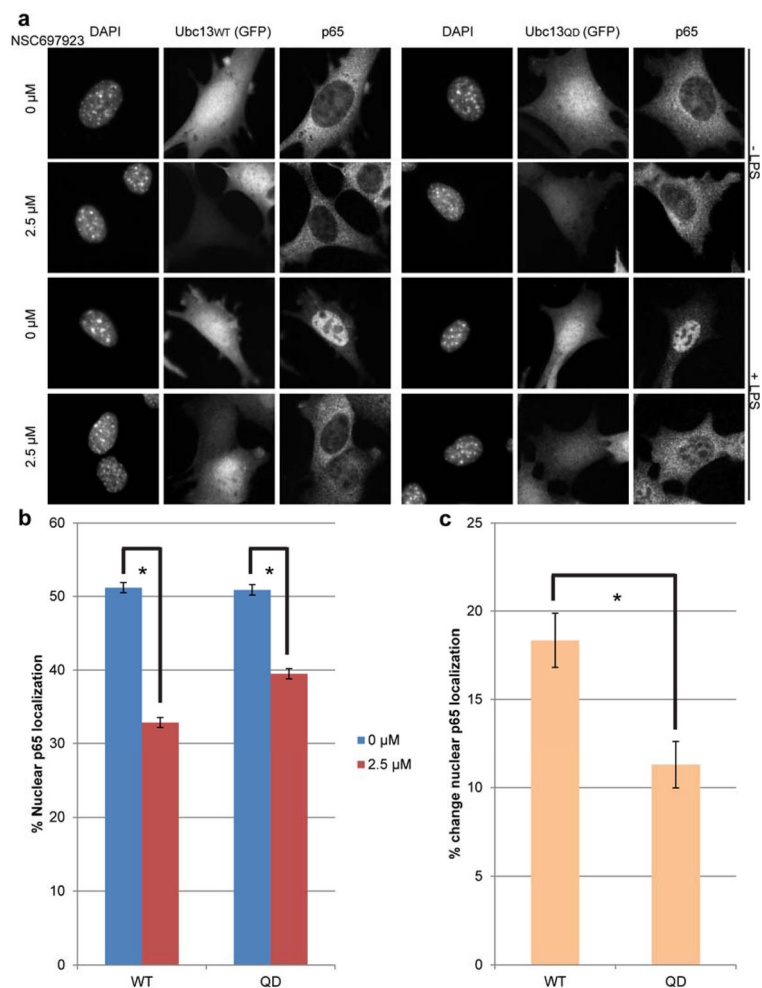 a
NSC697923
DAPI
Ubc13WT (GFP)
p65
DAPI
Ubc13QD (GFP)
p65
0 µM
2.5 µM
0 µM
2.5 µM
- LPS
+ LPS
b
60
50
40
30
20
10
0
% Nuclear p65 localization
*
*
WT
QD
0 µM
2.5 µM
c
25
20
15
10
5
0
% change nuclear p65 localization
*
WT
QD